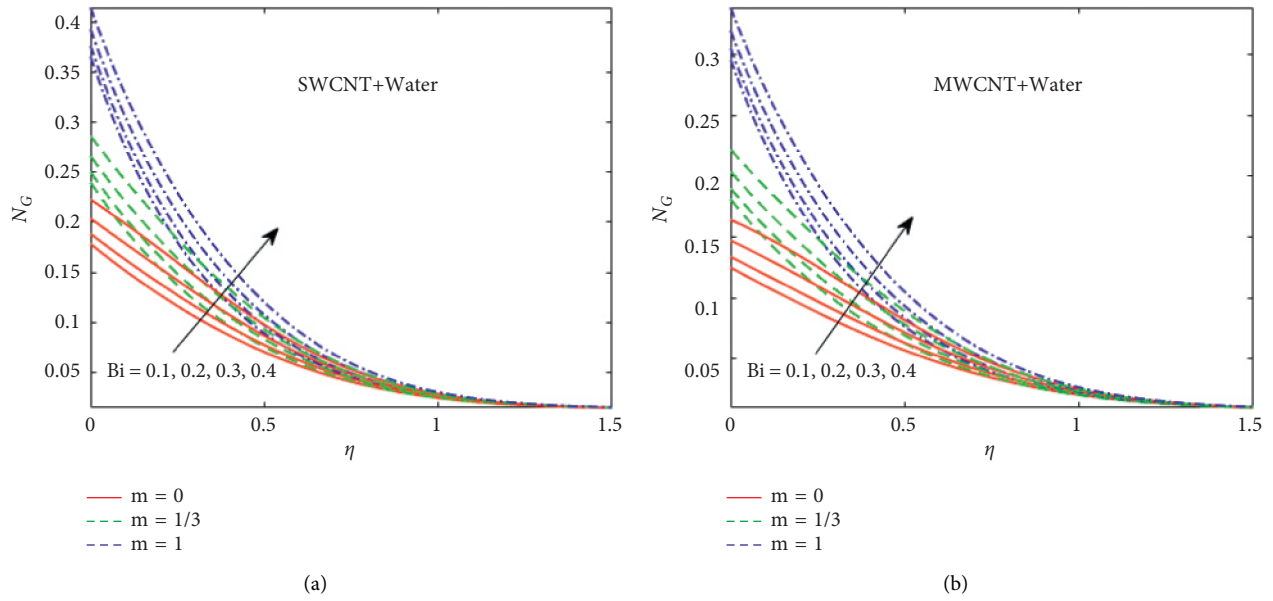 0.4
0.35
0.3
0.25
0.2
0.15
0.1
0.05
N_G
SWCNT+Water
Bi = 0.1, 0.2, 0.3, 0.4
0
0.5
1
1.5
η
m = 0
m = 1/3
m = 1
(a)
0.3
0.25
0.2
0.15
0.1
0.05
N_G
MWCNT+Water
Bi = 0.1, 0.2, 0.3, 0.4
0
0.5
1
1.5
η
m = 0
m = 1/3
m = 1
(b)